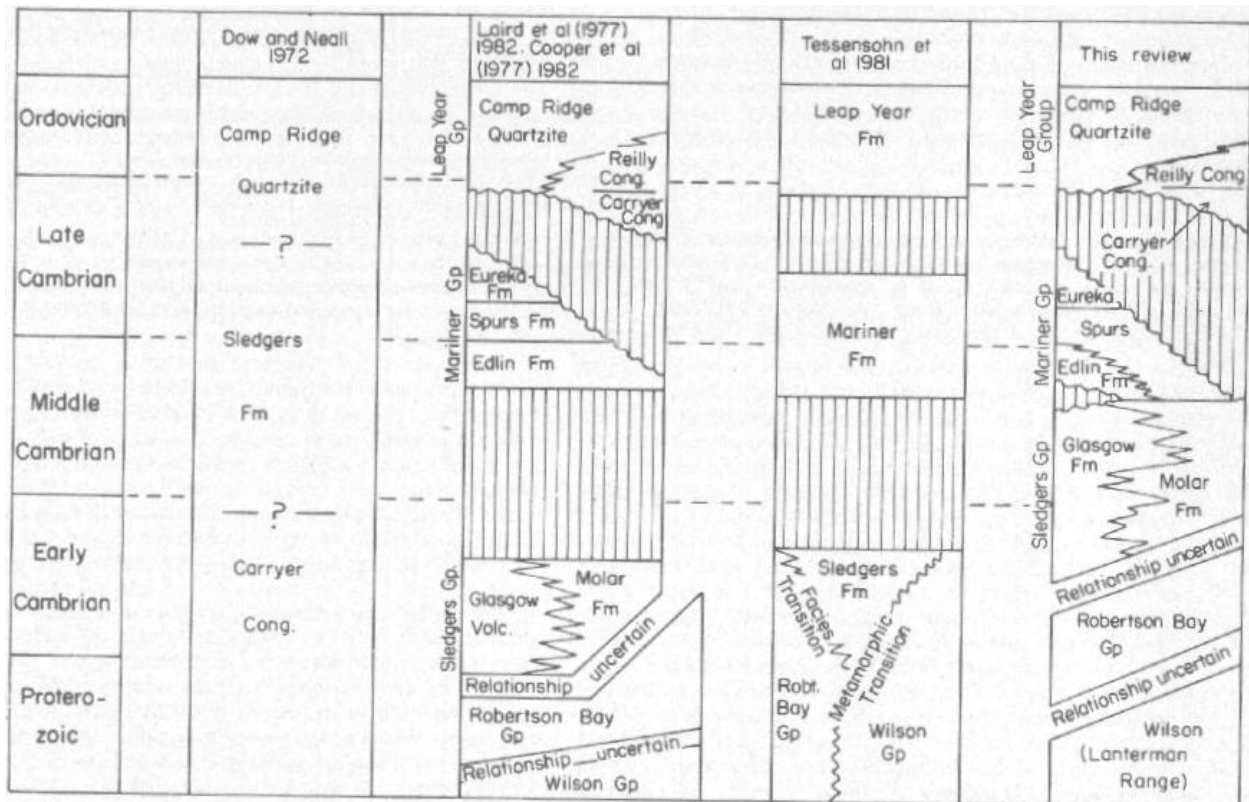 Dow and Neall
1972
Laird et al (1977)
1982. Cooper et al
(1977) 1982
Tessensohn et
al 1981
This review
Ordovician
Late
Cambrian
Middle
Cambrian
Early
Cambrian
Protero-
zoic
Camp Ridge
Quartzite
?
Sledgers
Fm
?
Carryer
Cong.
Leap Year
Gp
Camp Ridge
Quartzite
Reilly
Cong.
Carryer
Cong
Mariner Gp
Eureka
Fm
Spurs Fm
Edlin Fm
Sledgers Gp.
Glasgow
Volc.
Molar
Fm
Relationship uncertain
Robertson Bay
Gp
Relationship uncertain
Wilson Gp
Leap Year
Fm
Mariner
Fm
Sledgers
Fm
Facies
Transition
Metamorphic
Transition
Robt.
Bay
Gp
Wilson
Gp
Leap Year
Group
Camp Ridge
Quartzite
Reilly Cong.
Carryer
Cong.
Mariner Gp
Eureka
Spurs
Edlin
Fm
Sledgers Gp
Glasgow
Fm
Molar
Fm
Relationship uncertain
Robertson Bay
Gp
Relationship uncertain
Wilson
(Lanterman
Range)